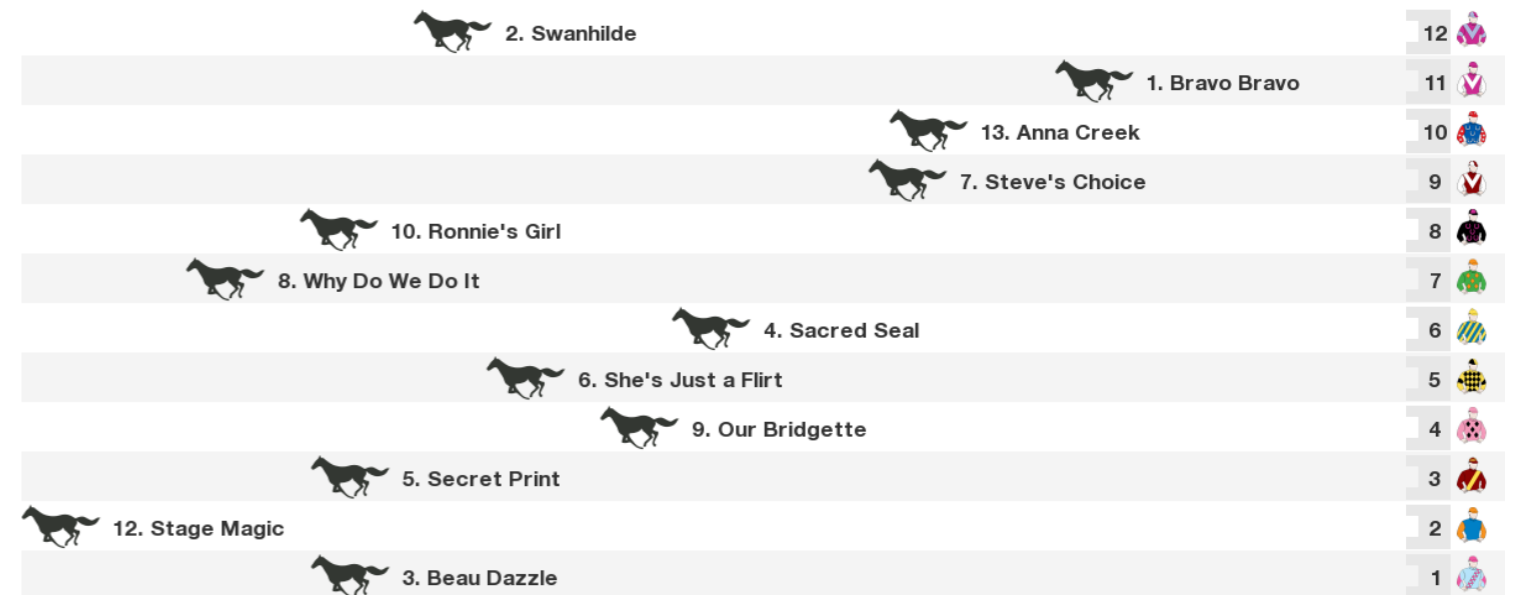 2. Swanhilde 12
1. Bravo Bravo 11
13. Anna Creek 10
7. Steve's Choice 9
10. Ronnie's Girl 8
8. Why Do We Do It 7
4. Sacred Seal 6
6. She's Just a Flirt 5
9. Our Bridgette 4
5. Secret Print 3
12. Stage Magic 2
3. Beau Dazzle 1